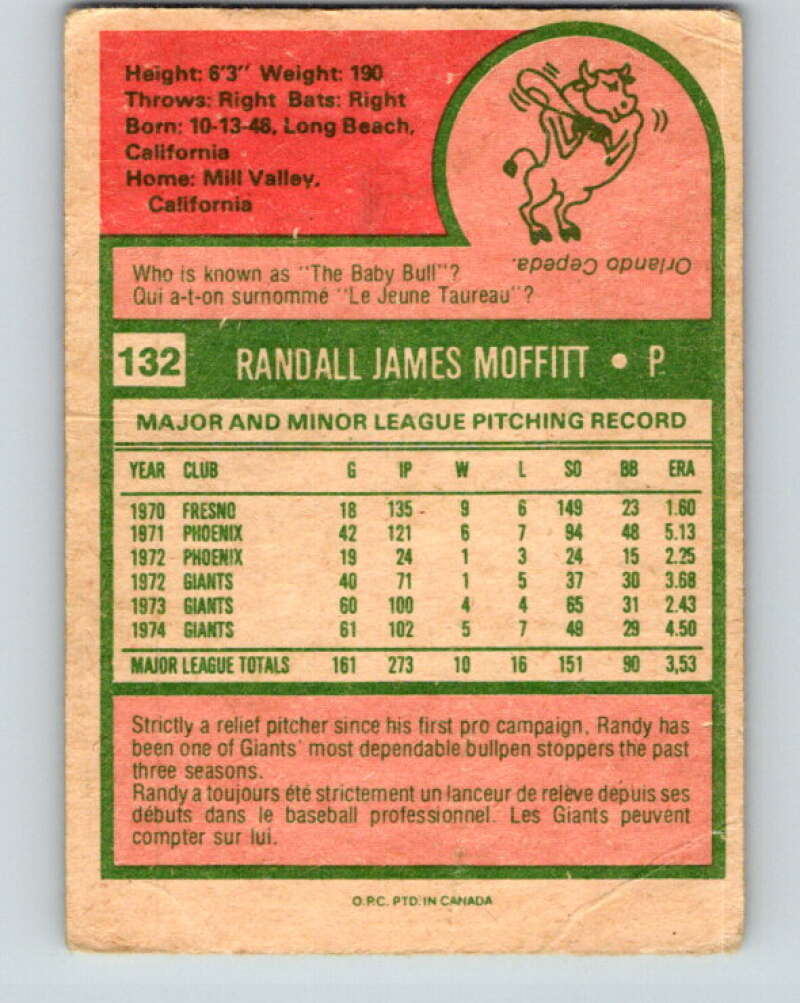 Height: 6'3" Weight: 190
Throws: Right Bats: Right
Born: 10-13-48, Long Beach,
California
Home: Mill Valley,
California
Orlando Cepeda.
Who is known as "The Baby Bull"?
Qui a-t-on surnommé "Le Jeune Taureau"?
132 RANDALL JAMES MOFFITT • P
MAJOR AND MINOR LEAGUE PITCHING RECORD
YEAR CLUB G IP W L SO BB ERA
1970 FRESNO 18 135 9 6 149 23 1.60
1971 PHOENIX 42 121 6 7 94 48 5.13
1972 PHOENIX 19 24 1 3 24 15 2.25
1972 GIANTS 40 71 1 5 37 30 3.68
1973 GIANTS 60 100 4 4 65 31 2.43
1974 GIANTS 61 102 5 7 49 29 4.50
MAJOR LEAGUE TOTALS 161 273 10 16 151 90 3,53
Strictly a relief pitcher since his first pro campaign, Randy has
been one of Giants' most dependable bullpen stoppers the past
three seasons.
Randy a toujours été strictement un lanceur de relève depuis ses
débuts dans le baseball professionnel. Les Giants peuvent
compter sur lui.
O.P.C. PTD. IN CANADA